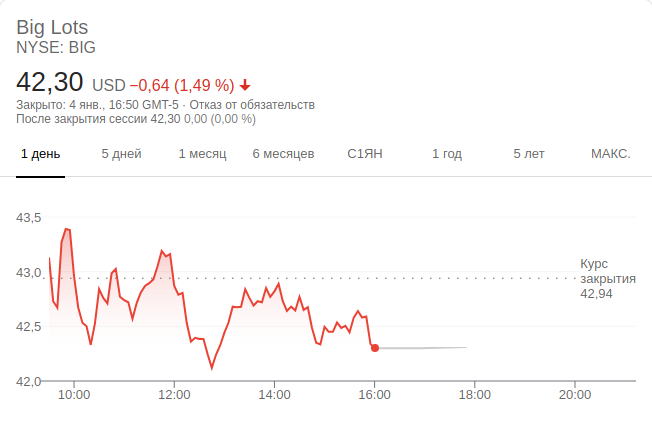 Big Lots
NYSE: BIG
42,30 USD −0,64 (1,49 %)
Закрыто: 4 янв., 16:50 GMT-5 · Отказ от обязательств
После закрытия сессии 42,30 0,00 (0,00 %)
1 день 5 дней 1 месяц 6 месяцев С1ЯН 1 год 5 лет МАКС.
43,5
43,0
42,5
42,0
Курс
закрытия
42,94
10:00 12:00 14:00 16:00 18:00 20:00